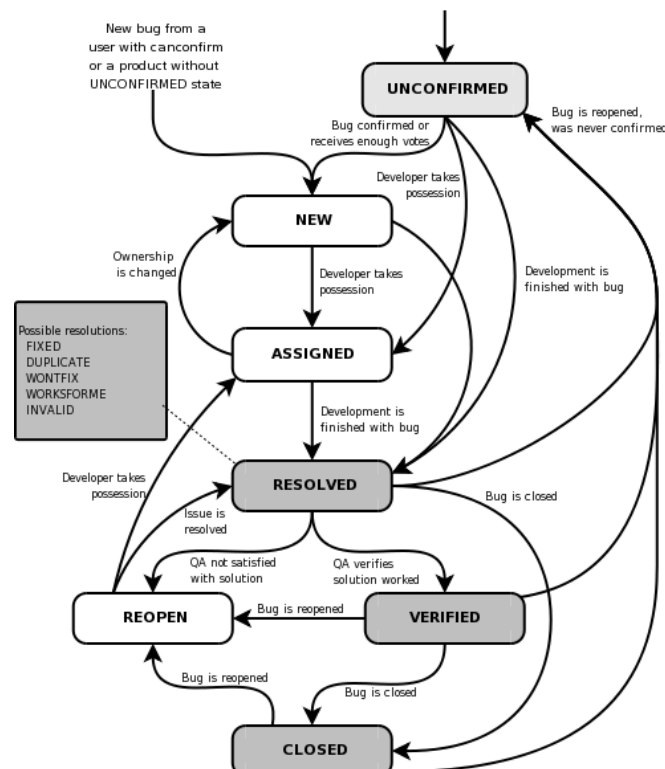 New bug from a
user with canconfirm
or a product without
UNCONFIRMED state
UNCONFIRMED
Bug is reopened,
was never confirmed
Bug confirmed or
receives enough votes
Developer takes
possession
NEW
Ownership
is changed
Developer takes
possession
Development is
finished with bug
Possible resolutions:
FIXED
DUPLICATE
WONTFIX
WORKSFORME
INVALID
ASSIGNED
Development is
finished with bug
Developer takes
possession
RESOLVED
Bug is closed
Issue is
resolved
QA not satisfied
with solution
QA verifies
solution worked
REOPEN
Bug is reopened
VERIFIED
Bug is reopened
Bug is closed
CLOSED